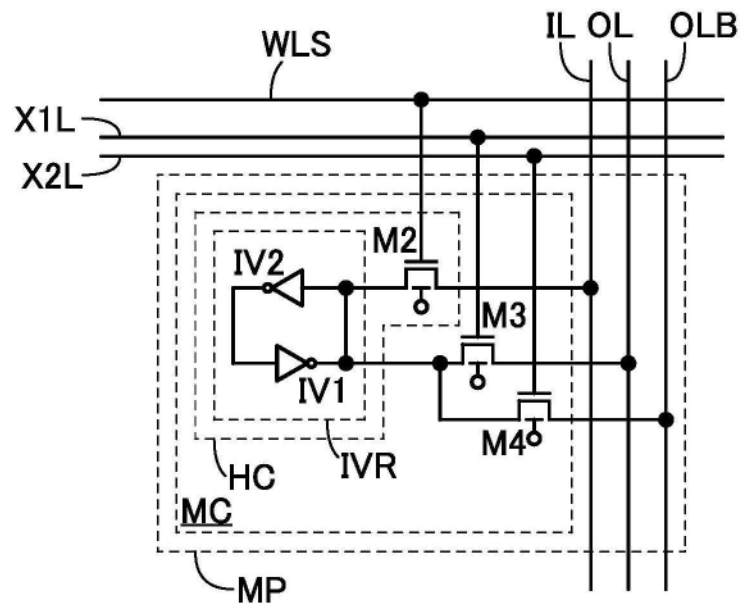 IL OL OLB
WLS
X1L
X2L
M2
IV2
M3
IV1
M4
IVR
HC
MC
MP